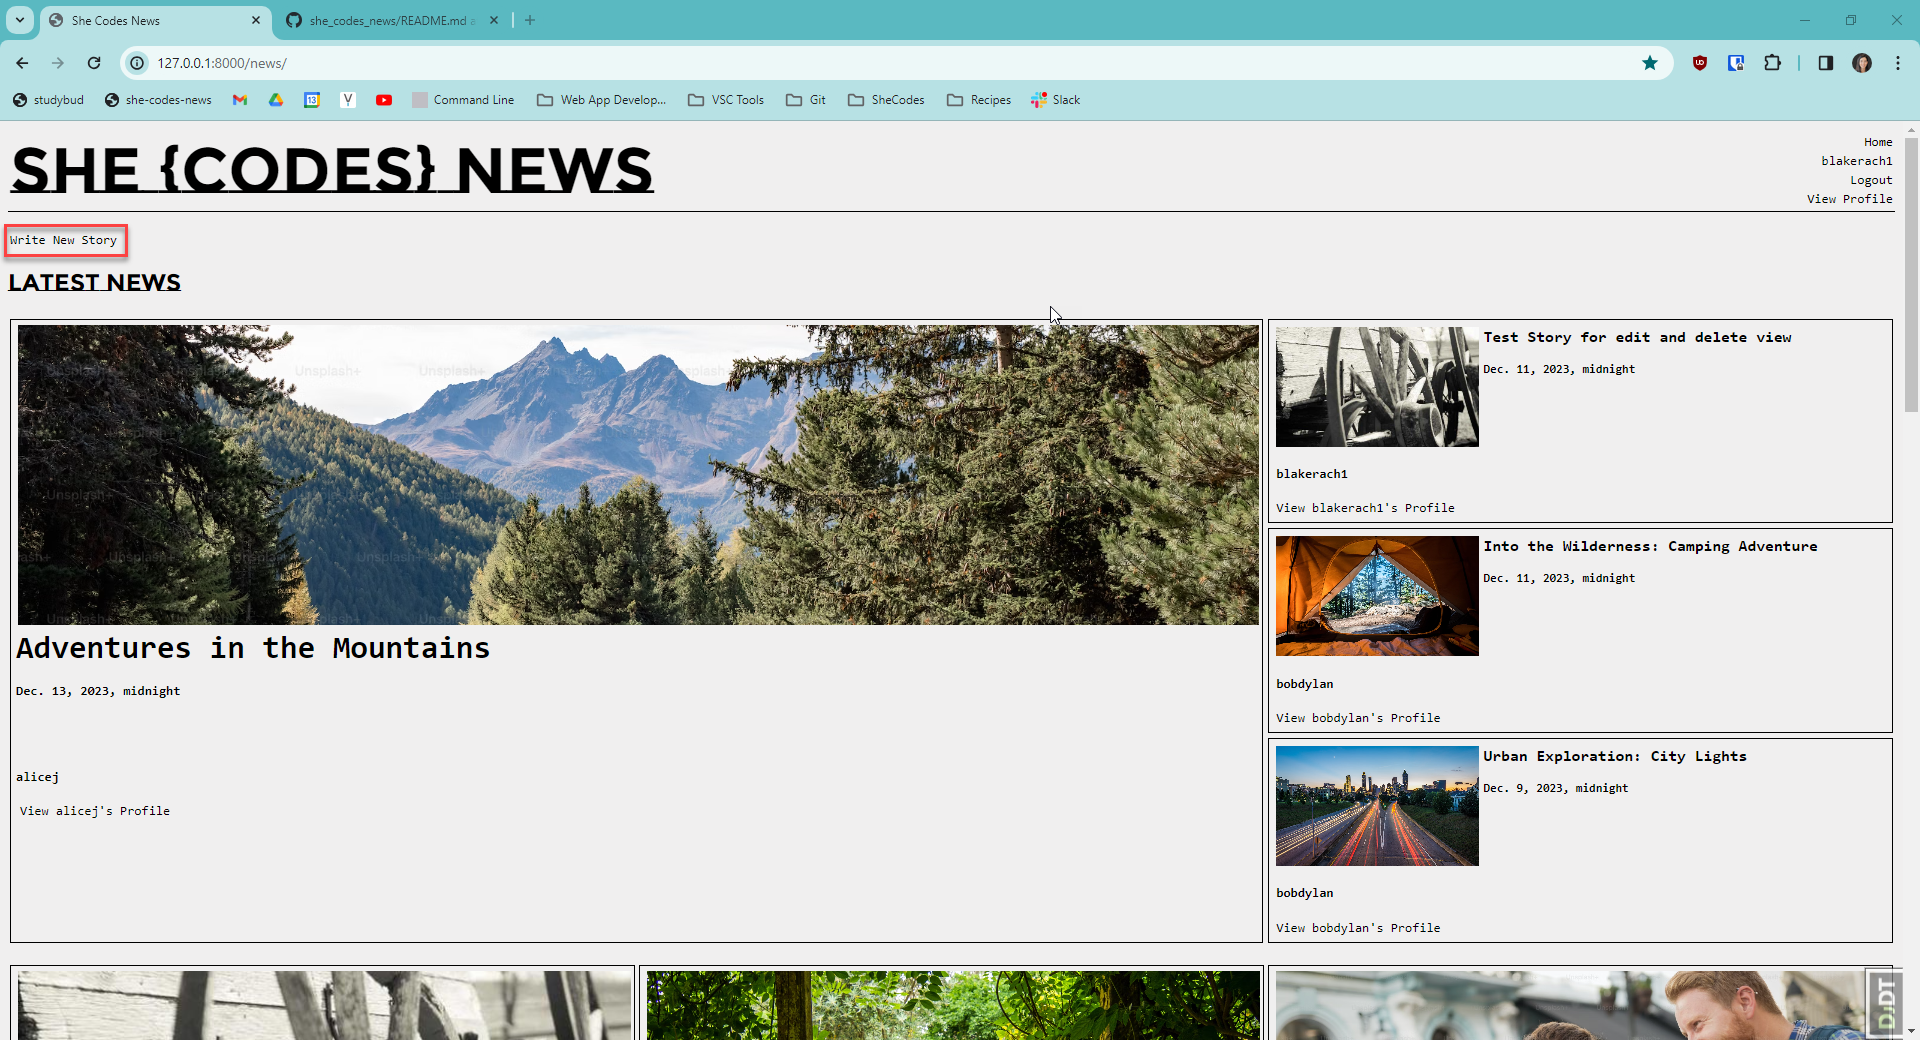 She Codes News
she_codes_news/README.md a
127.0.0.1:8000/news/
studybud
she-codes-news
13
Y
Command Line
Web App Develop...
VSC Tools
Git
SheCodes
Recipes
Slack
SHE {CODES} NEWS
Home
blakerach1
Logout
View Profile
Write New Story
LATEST NEWS
Unsplash+
Unsplash+
Adventures in the Mountains
Dec. 13, 2023, midnight
alicej
View alicej's Profile
Test Story for edit and delete view
Dec. 11, 2023, midnight
blakerach1
View blakerach1's Profile
Into the Wilderness: Camping Adventure
Dec. 11, 2023, midnight
bobdylan
View bobdylan's Profile
Urban Exploration: City Lights
Dec. 9, 2023, midnight
bobdylan
View bobdylan's Profile
DJDT